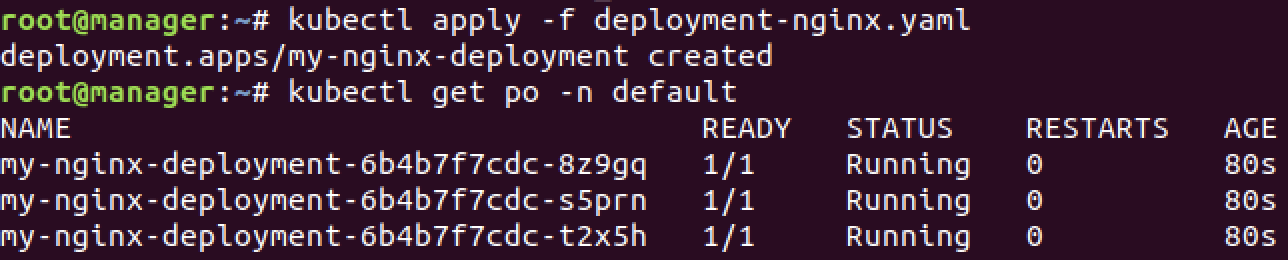 root@manager:~# kubectl apply -f deployment-nginx.yaml
deployment.apps/my-nginx-deployment created
root@manager:~# kubectl get po -n default
NAME READY STATUS RESTARTS AGE
my-nginx-deployment-6b4b7f7cdc-8z9gq 1/1 Running 0 80s
my-nginx-deployment-6b4b7f7cdc-s5prn 1/1 Running 0 80s
my-nginx-deployment-6b4b7f7cdc-t2x5h 1/1 Running 0 80s